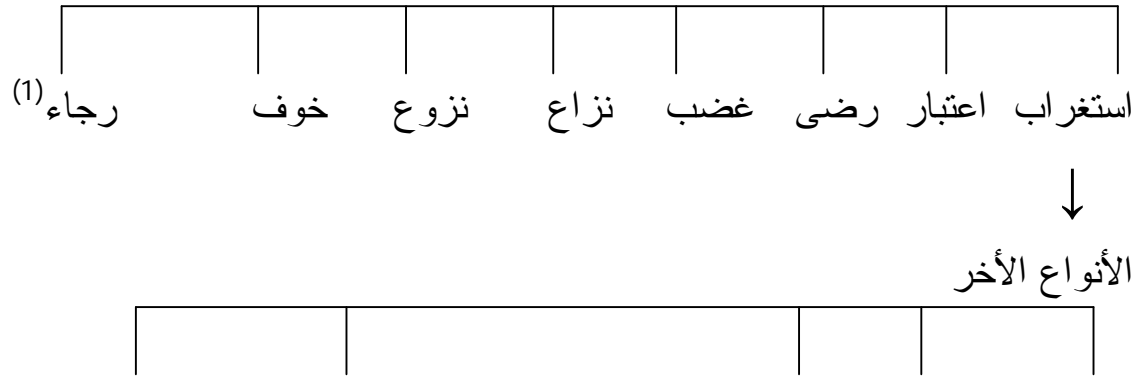 استغراب اعتبار رضى غضب نزاع نزوع خوف رجاء(1)
↓
الأنواع الأخر